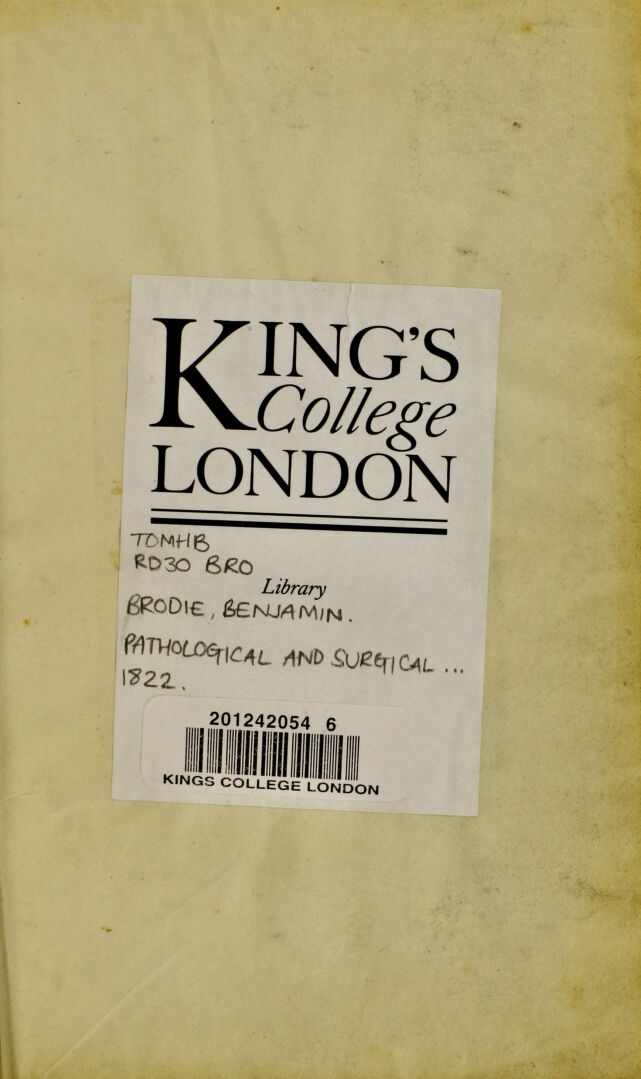 KING'S
College
LONDON
TOMHB
RD30 BRO
Library
BRODIE, BENJAMIN.
PATHOLOGICAL AND SURGICAL ...
1822.
201242054 6
KINGS COLLEGE LONDON